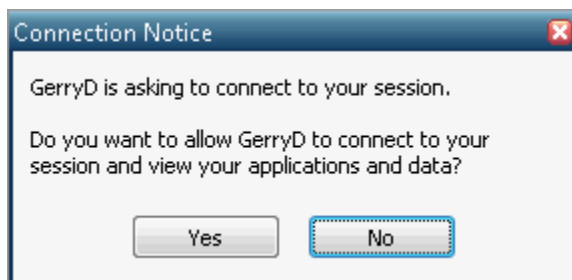 Connection Notice
GerryD is asking to connect to your session.
Do you want to allow GerryD to connect to your
session and view your applications and data?
Yes
No